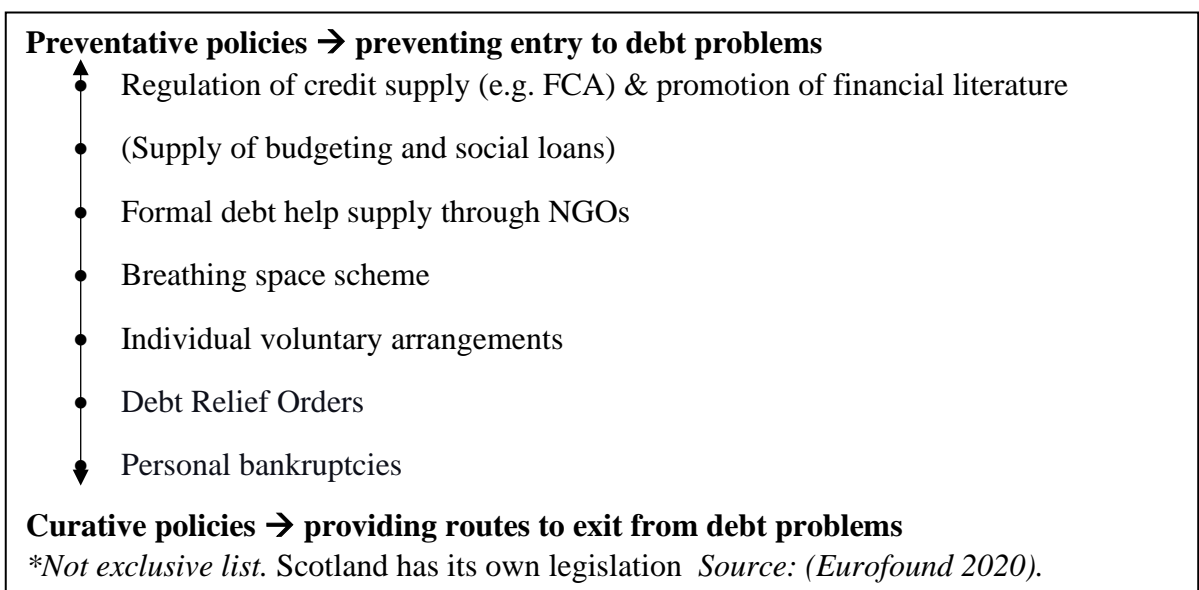 Preventative policies → preventing entry to debt problems
• Regulation of credit supply (e.g. FCA) & promotion of financial literature
• (Supply of budgeting and social loans)
• Formal debt help supply through NGOs
• Breathing space scheme
• Individual voluntary arrangements
• Debt Relief Orders
• Personal bankruptcies
Curative policies → providing routes to exit from debt problems
*Not exclusive list. Scotland has its own legislation Source: (Eurofound 2020).